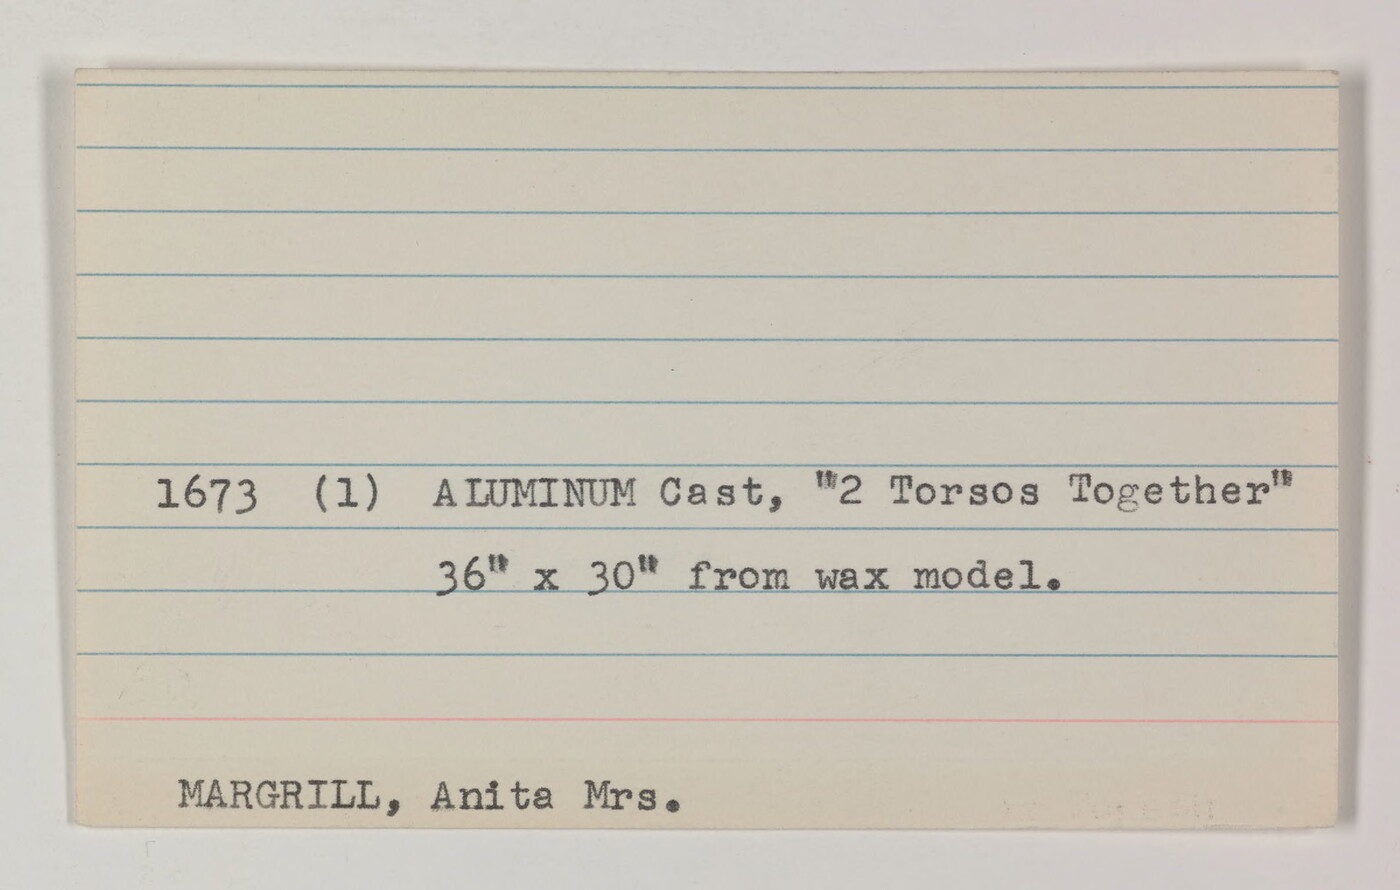 1673 (1) ALUMINUM Cast, "2 Torsos Together"
36" x 30" from wax model.
MARGRILL, Anita Mrs.